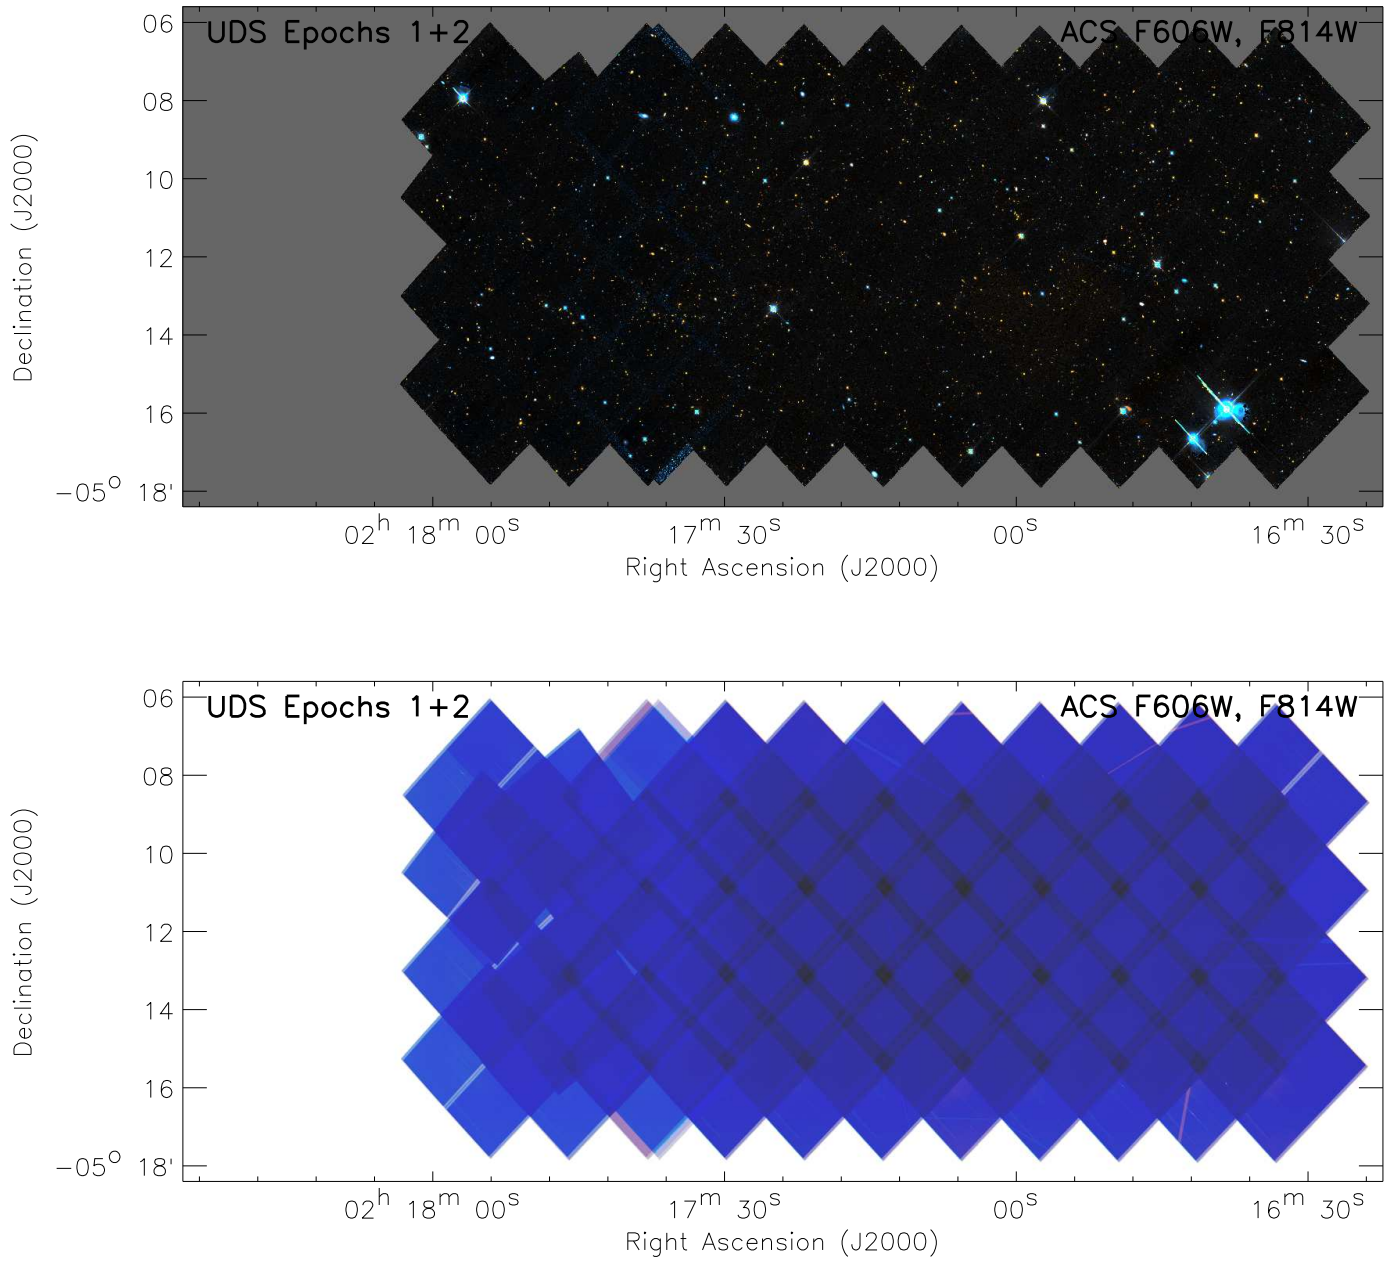 UDS Epochs 1+2
ACS F606W, F814W
06
08
10
12
14
16
-05° 18'
Declination (J2000)
02h 18m 00s
17m 30s
00s
16m 30s
Right Ascension (J2000)
UDS Epochs 1+2
ACS F606W, F814W
06
08
10
12
14
16
-05° 18'
Declination (J2000)
02h 18m 00s
17m 30s
00s
16m 30s
Right Ascension (J2000)